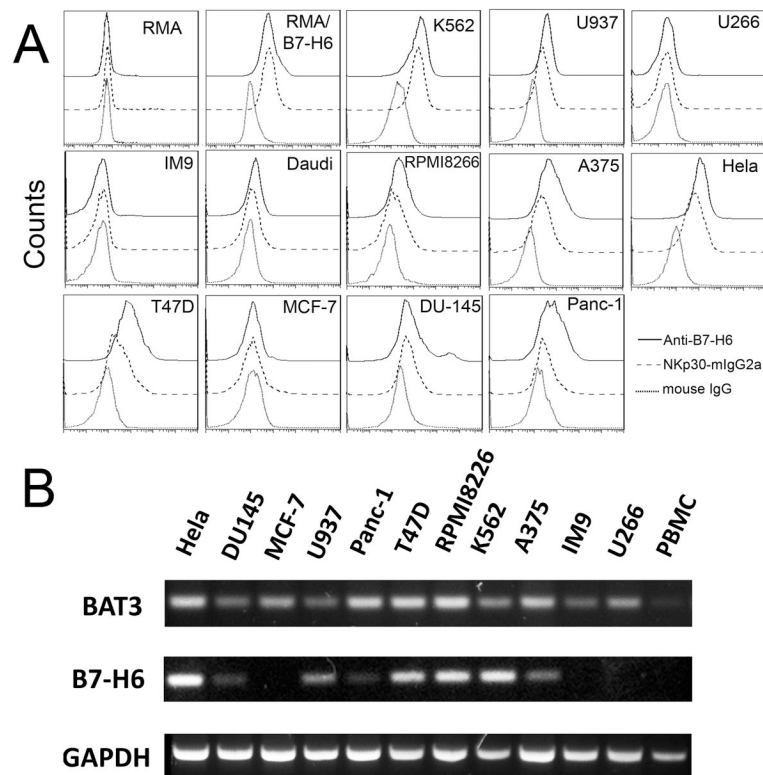 A
RMA
RMA/
B7-H6
K562
U937
U266
IM9
Daudi
RPMI8266
A375
Hela
T47D
MCF-7
DU-145
Panc-1
Counts
Anti-B7-H6
NKp30-mIgG2a
mouse IgG
B
Hela
DU145
MCF-7
U937
Panc-1
T47D
RPMI8226
K562
A375
IM9
U266
PBMC
BAT3
B7-H6
GAPDH